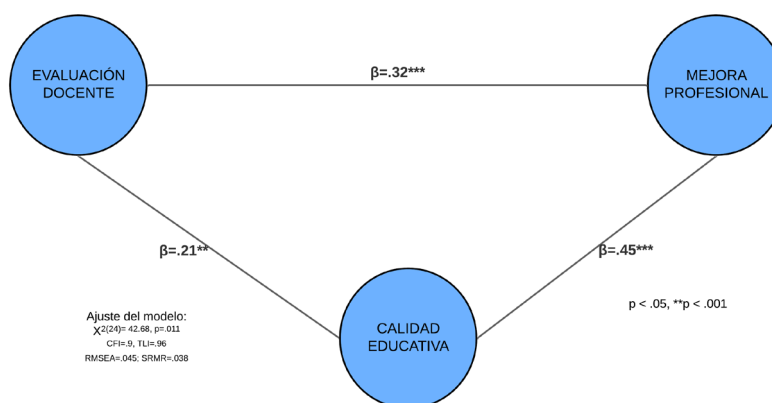 EVALUACIÓN
DOCENTE
β=.32***
MEJORA
PROFESIONAL
β=.21**
β=.45***
CALIDAD
EDUCATIVA
p < .05, **p < .001
Ajuste del modelo:
X²(24)= 42.68, p=.011
CFI=.9, TLI=.96
RMSEA=.045; SRMR=.038